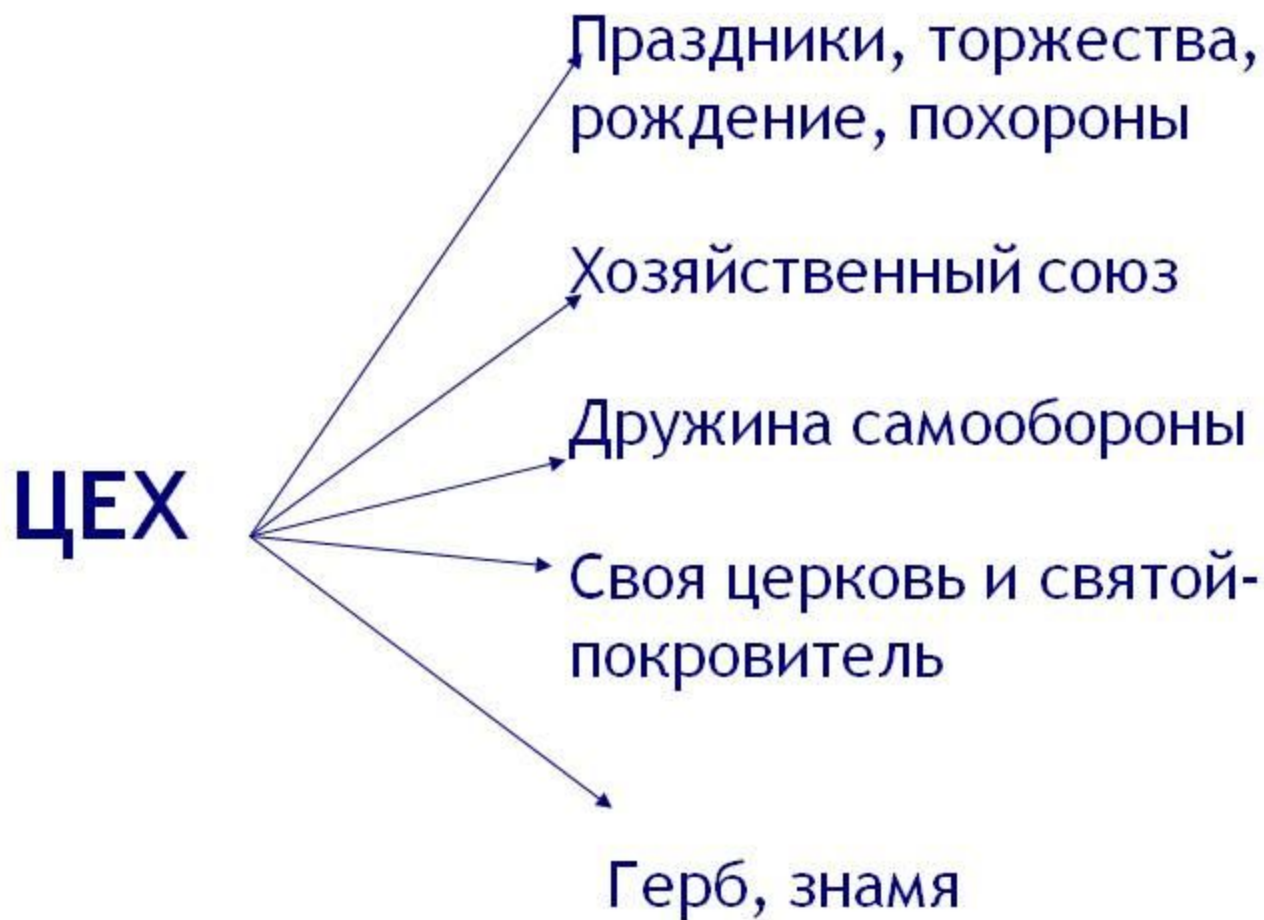 Праздники, торжества,
рождение, похороны
Хозяйственный союз
Дружина самообороны
ЦЕХ
Своя церковь и святой-
покровитель
Герб, знамя